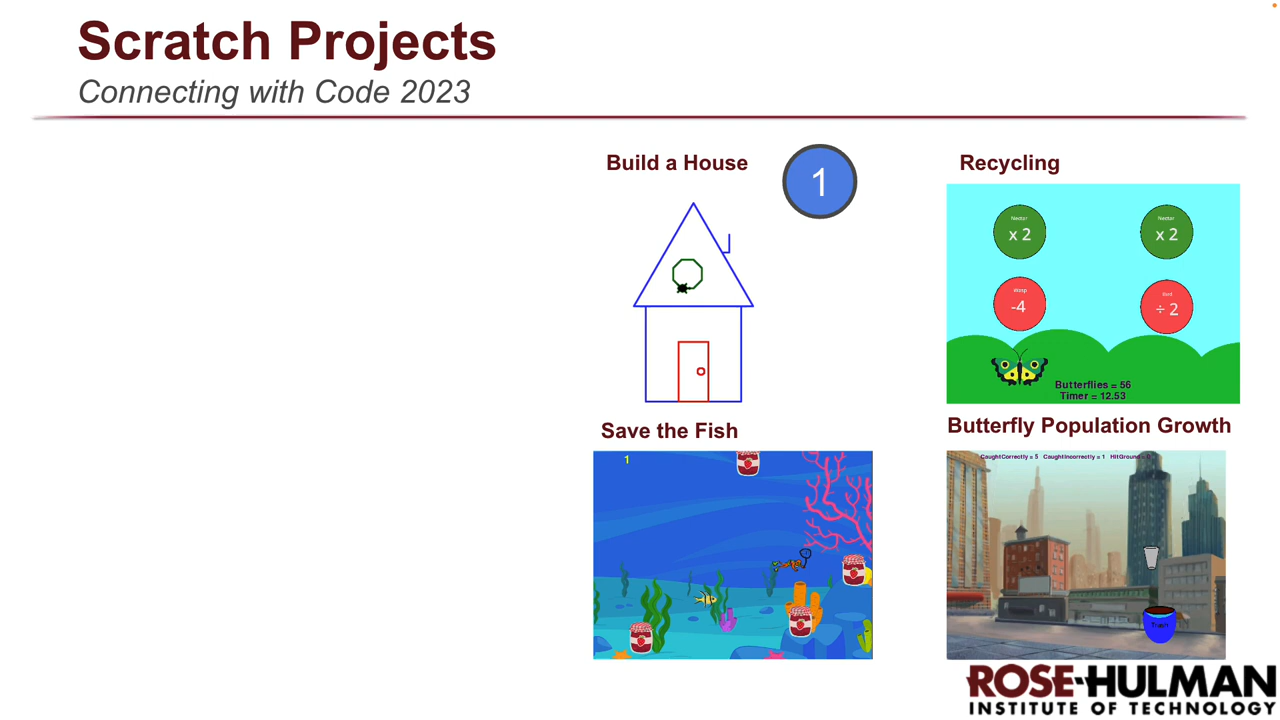 Scratch Projects
Connecting with Code 2023
Build a House
1
Recycling
Nectar
x 2
Nectar
x 2
Wasp
-4
÷ 2
Butterflies = 56
Timer = 12.53
Save the Fish
1
Butterfly Population Growth
CaughtCorrectly = 5 CaughtIncorrectly = 1 HitGround =
Trash
ROSE-HULMAN
INSTITUTE OF TECHNOLOGY